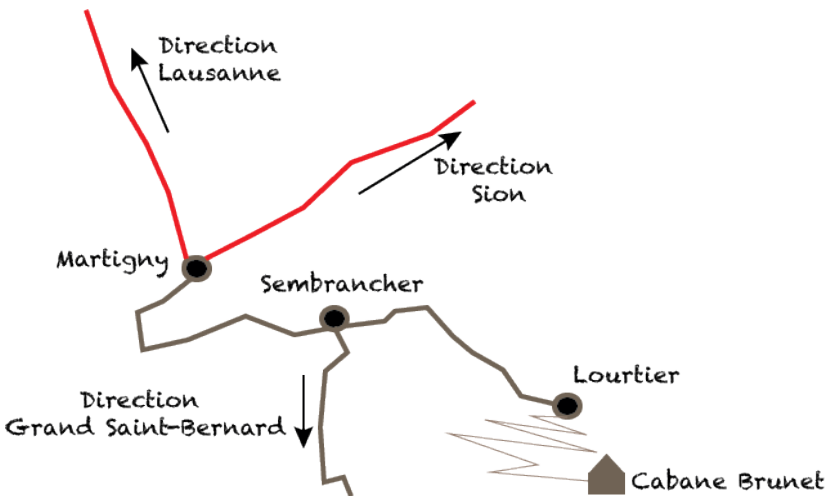 Direction
Lausanne
Direction
Sion
Martigny
Sembrancher
Lourtier
Direction
Grand Saint-Bernard
Cabane Brunet